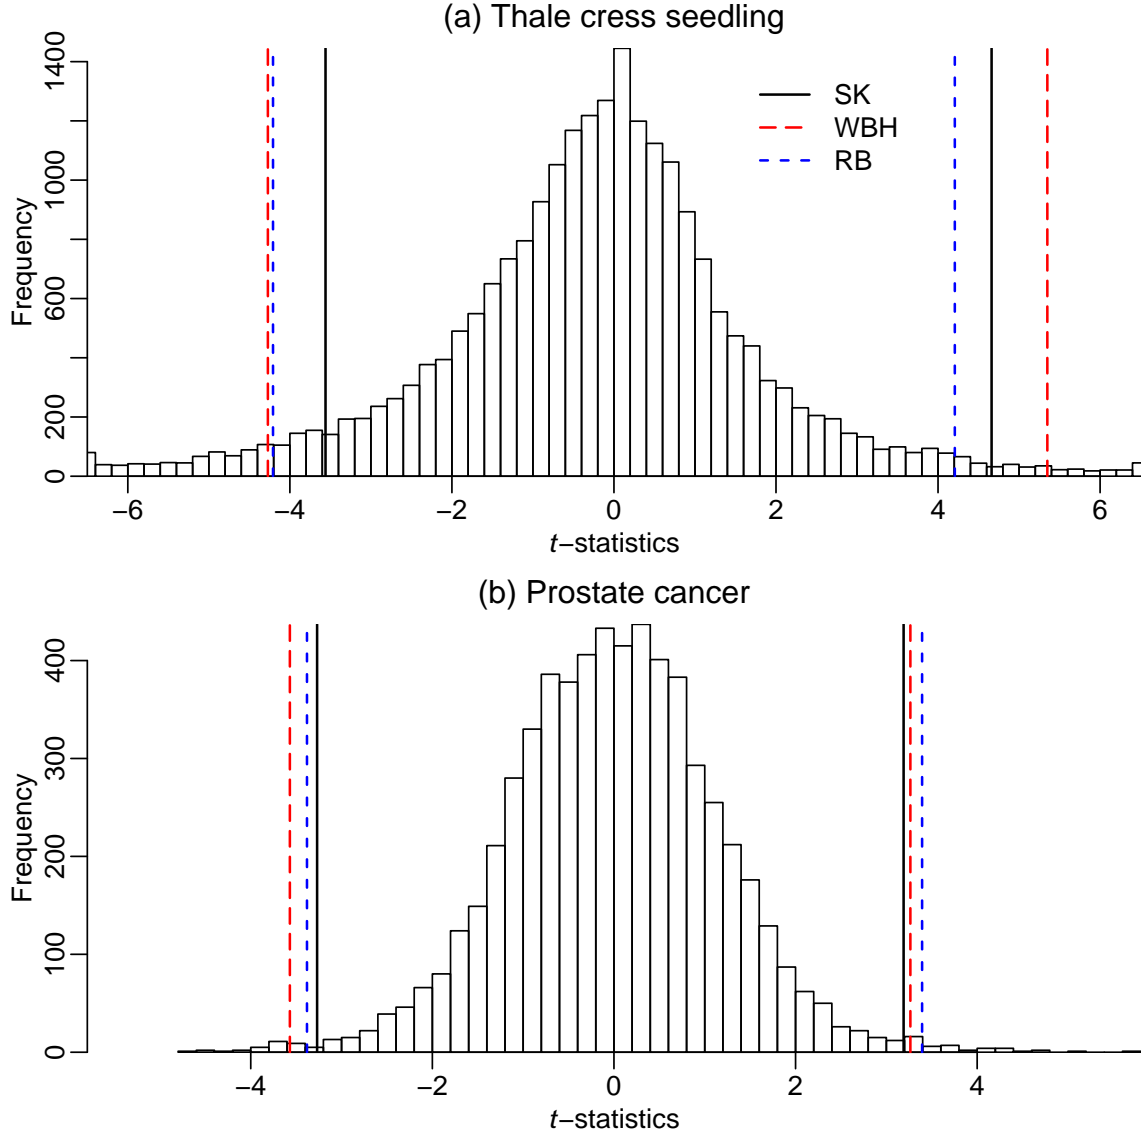 (a) Thale cress seedling
Frequency
0
200
600
1000
1400
SK
WBH
RB
−6
−4
−2
0
2
4
6
t−statistics
(b) Prostate cancer
Frequency
0
100
200
300
400
−4
−2
0
2
4
t−statistics